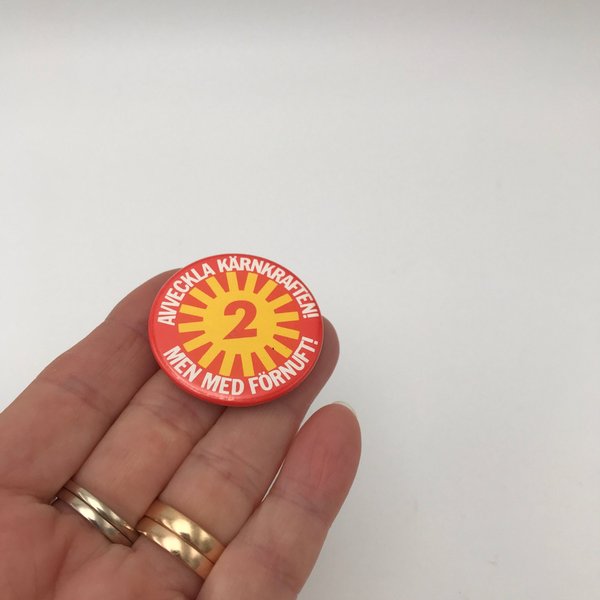 AVVECKLA KÄRNKRAFTEN!
2
MEN MED FÖRNUFT!